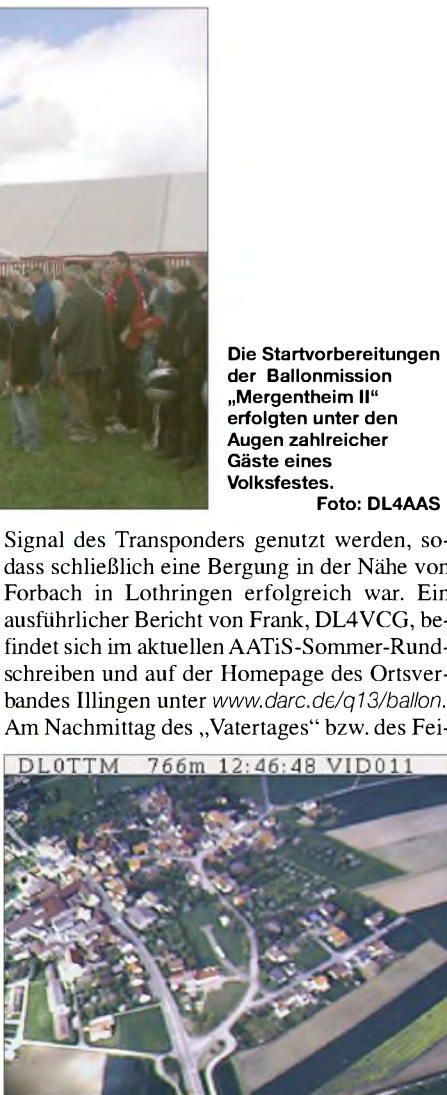 Die Startvorbereitungen
der Ballonmission
„Mergentheim II“
erfolgten unter den
Augen zahlreicher
Gäste eines
Volksfestes.
Foto: DL4AAS
Signal des Transponders genutzt werden, so-
dass schließlich eine Bergung in der Nähe von
Forbach in Lothringen erfolgreich war. Ein
ausführlicher Bericht von Frank, DL4VCG, be-
findet sich im aktuellen AATiS-Sommer-Rund-
schreiben und auf der Homepage des Ortsver-
bandes Illingen unter www.darc.de/q13/ballon.
Am Nachmittag des „Vatertages“ bzw. des Fei-
DL0TTM 766m 12:46:48 VID011